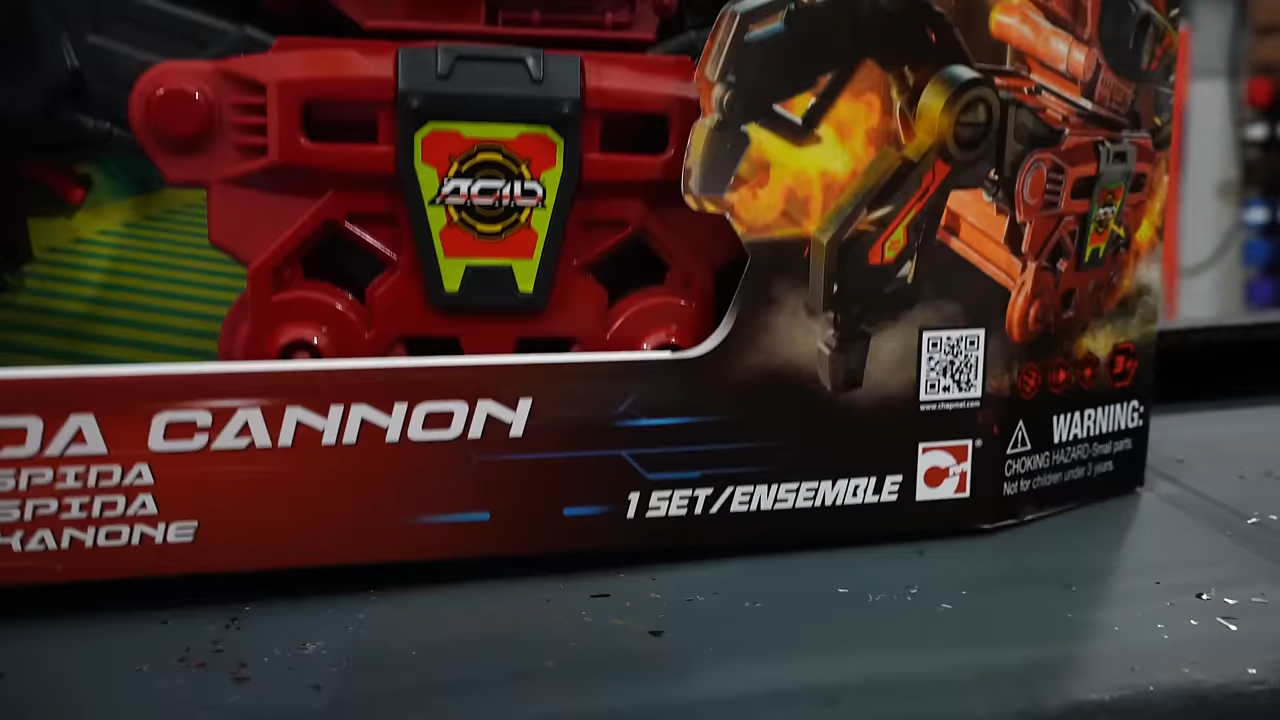 ACID
DA CANNON
SPIDA
SPIDA
KANONE
1 SET/ENSEMBLE
www.chapmei.com
3+
WARNING:
CHOKING HAZARD-Small parts.
Not for children under 3 years.